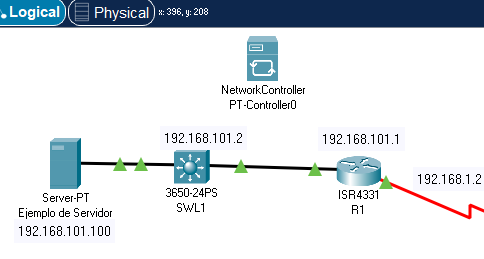 Logical
Physical
x: 396, y: 208
NetworkController
PT-Controller0
192.168.101.2
192.168.101.1
192.168.1.2
Server-PT
Ejemplo de Servidor
192.168.101.100
3650-24PS
SWL1
ISR4331
R1